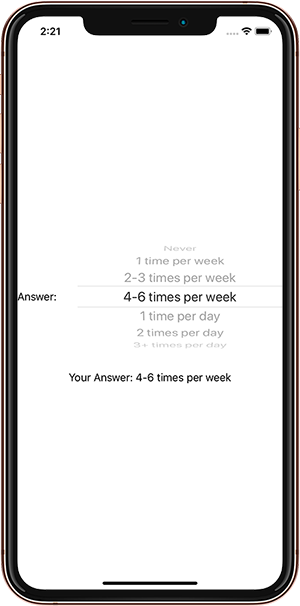 2:21
Never
1 time per week
2-3 times per week
Answer: 4-6 times per week
1 time per day
2 times per day
3+ times per day
Your Answer: 4-6 times per week